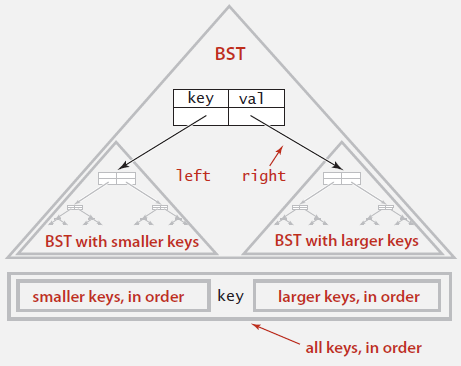 BST
key val
left right
BST with smaller keys BST with larger keys
smaller keys, in order key larger keys, in order
all keys, in order